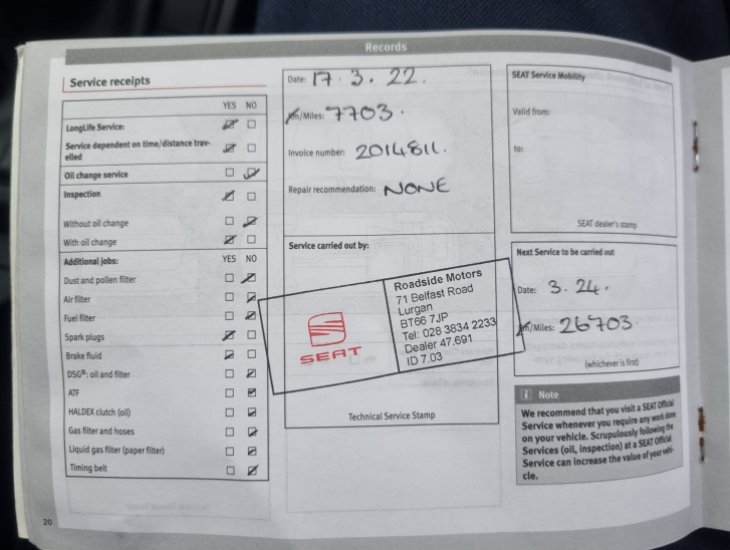 Records
Service receipts
YES NO
LongLife Service:
Service dependent on time/distance trav-
elled
Oil change service
Inspection
Without oil change
With oil change
Additional jobs: YES NO
Dust and pollen filter
Air filter
Fuel filter
Spark plugs
Brake fluid
DSG®: oil and filter
ATF
HALDEX clutch (oil)
Gas filter and hoses
Liquid gas filter (paper filter)
Timing belt
20
Date: 17.3.22.
Km/Miles: 7703.
Invoice number: 2014811.
Repair recommendation: NONE
Service carried out by:
SEAT
Roadside Motors
71 Belfast Road
Lurgan
BT66 7JP
Tel: 028 3834 2233
Dealer 47.691
ID 7.03
Technical Service Stamp
SEAT Service Mobility
Valid from:
to:
SEAT dealer's stamp
Next Service to be carried out
Date: 3.24.
Km/Miles: 26703.
(whichever is first)
i Note
We recommend that you visit a SEAT Official
Service whenever you require any work done
on your vehicle. Scrupulously following the
Services (oil, inspection) at a SEAT Official
Service can increase the value of your vehi-
cle.